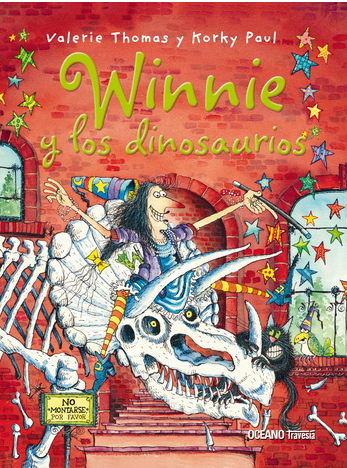 Valerie Thomas y Korky Paul
Winnie
y los dinosaurios
NO
"MONTARSE"
POR FAVOR
OCEANO travesía